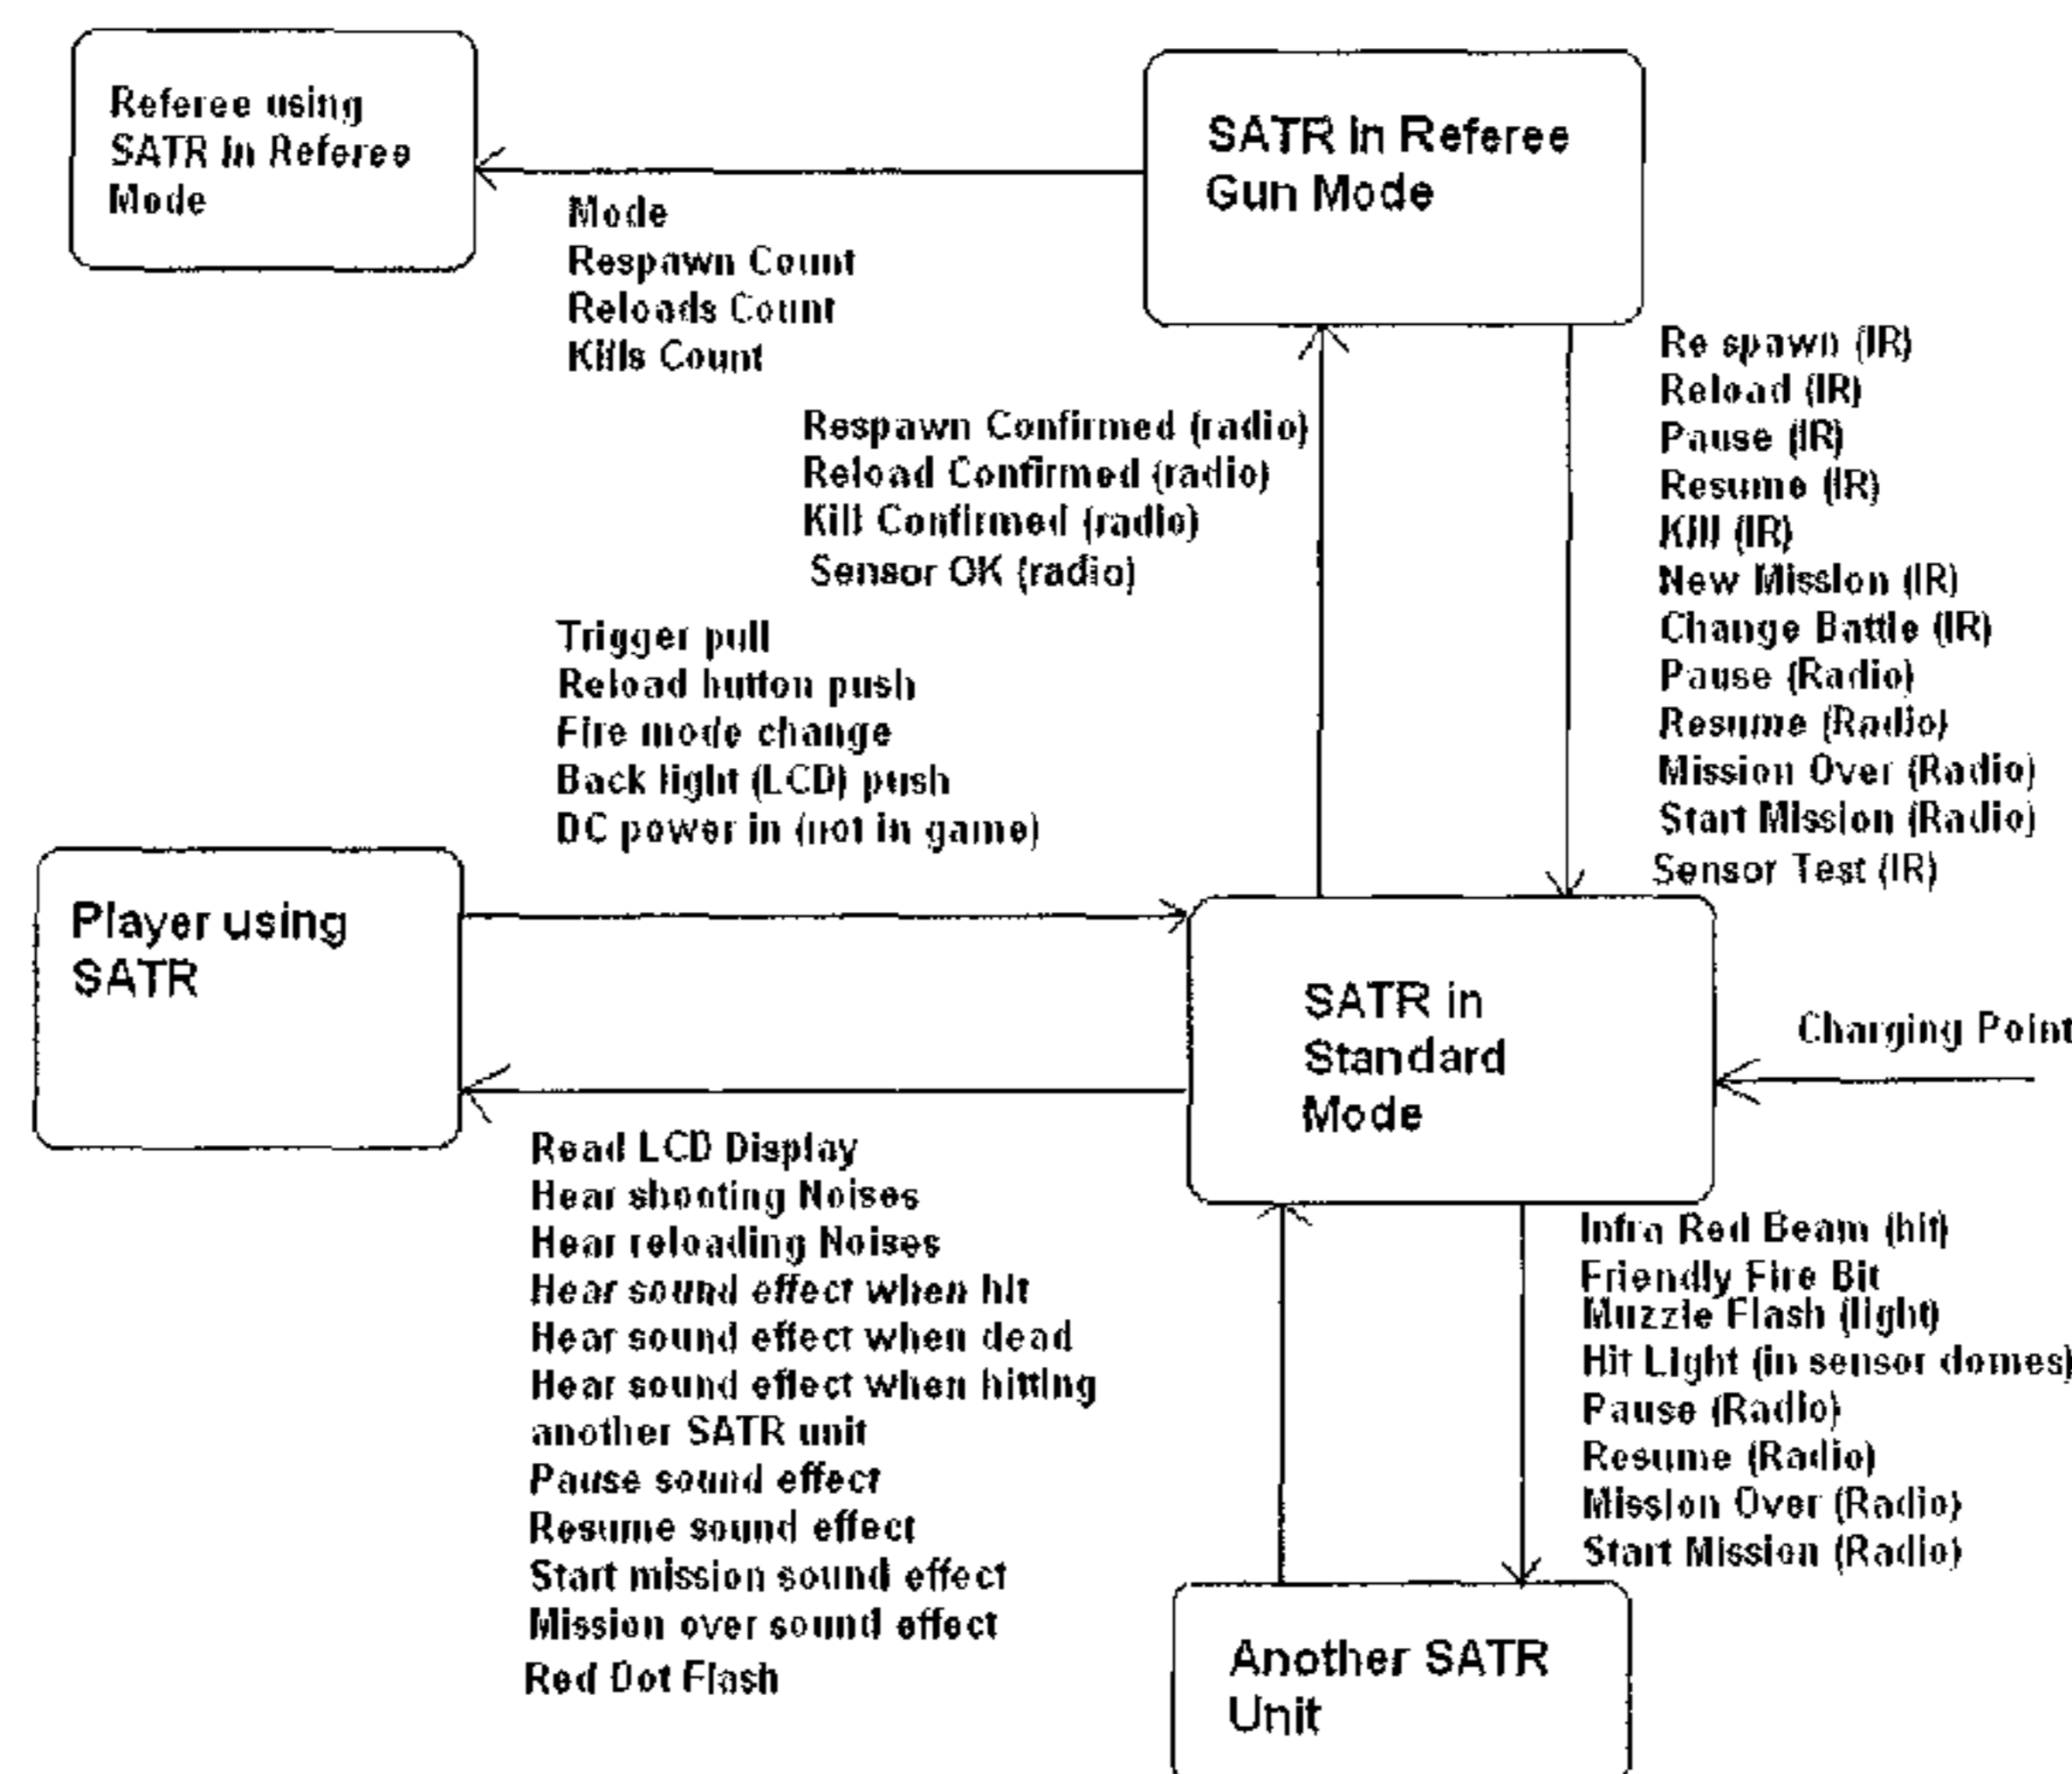 Referee using
SATR in Referee
Mode
SATR in Referee
Gun Mode
Mode
Respawn Count
Reloads Count
Kills Count
Respawn Confirmed (radio)
Reload Confirmed (radio)
Kill Confirmed (radio)
Sensor OK (radio)
Re spawn (IR)
Reload (IR)
Pause (IR)
Resume (IR)
Kill (IR)
New Mission (IR)
Change Battle (IR)
Pause (Radio)
Resume (Radio)
Mission Over (Radio)
Start Mission (Radio)
Sensor Test (IR)
Trigger pull
Reload button push
Fire mode change
Back light (LCD) push
DC power in (not in game)
Player using
SATR
SATR in
Standard
Mode
Charging Point
Read LCD Display
Hear shooting Noises
Hear reloading Noises
Hear sound effect when hit
Hear sound effect when dead
Hear sound effect when hitting
another SATR unit
Pause sound effect
Resume sound effect
Start mission sound effect
Mission over sound effect
Red Dot Flash
Infra Red Beam (hit)
Friendly Fire Bit
Muzzle Flash (light)
Hit Light (in sensor domes)
Pause (Radio)
Resume (Radio)
Mission Over (Radio)
Start Mission (Radio)
Another SATR
Unit